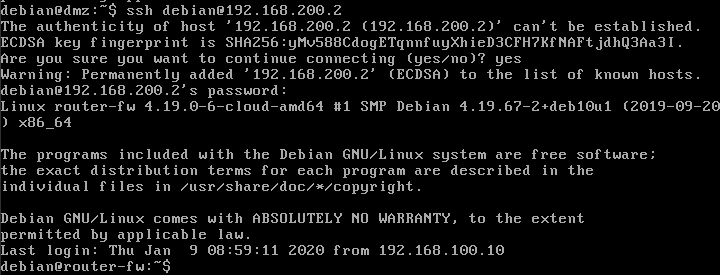 debian@dmz:~$ ssh debian@192.168.200.2
The authenticity of host '192.168.200.2 (192.168.200.2)' can't be established.
ECDSA key fingerprint is SHA256:yMv588CdogETqnnfuyXhieD3CFH7KfNAFtjdhQ3Aa3I.
Are you sure you want to continue connecting (yes/no)? yes
Warning: Permanently added '192.168.200.2' (ECDSA) to the list of known hosts.
debian@192.168.200.2's password:
Linux router-fw 4.19.0-6-cloud-amd64 #1 SMP Debian 4.19.67-2+deb10u1 (2019-09-20
) x86_64
The programs included with the Debian GNU/Linux system are free software;
the exact distribution terms for each program are described in the
individual files in /usr/share/doc/*/copyright.
Debian GNU/Linux comes with ABSOLUTELY NO WARRANTY, to the extent
permitted by applicable law.
Last login: Thu Jan  9 08:59:11 2020 from 192.168.100.10
debian@router-fw:~$